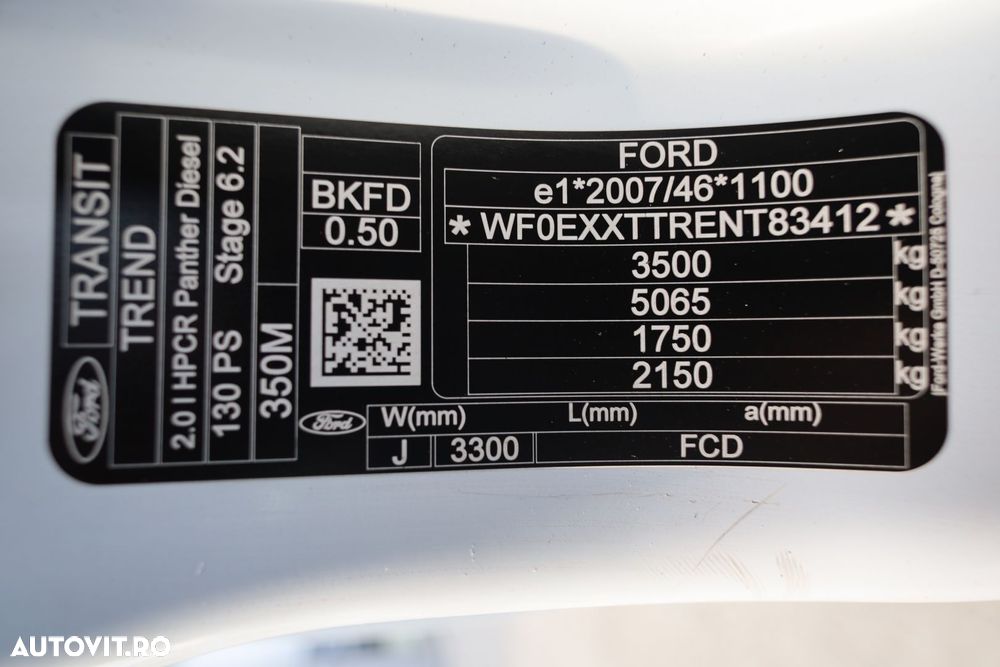 TRANSIT
Ford
TREND
2.0 l HPCR Panther Diesel
130 PS Stage 6.2
350M
BKFD
0.50
Ford
FORD
e1*2007/46*1100
* WF0EXXTTRENT83412 *
3500 kg
5065 kg
1750 kg
2150 kg
W(mm) L(mm) a(mm)
J 3300 FCD
Ford-Werke GmbH D-50725 Cologne
AUTOVIT.RO